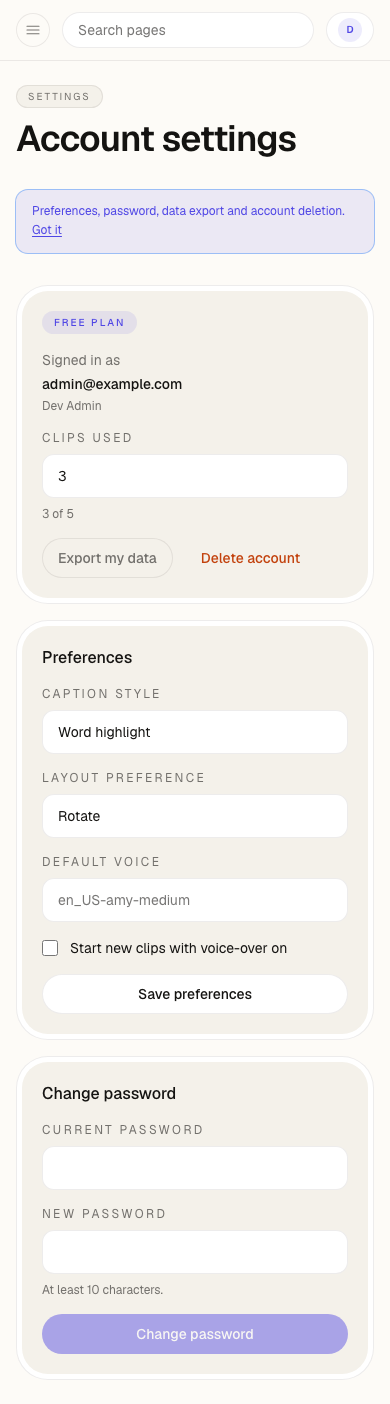 Search pages
D
SETTINGS
Account settings
Preferences, password, data export and account deletion.
Got it
FREE PLAN
Signed in as
admin@example.com
Dev Admin
CLIPS USED
3
3 of 5
Export my data
Delete account
Preferences
CAPTION STYLE
Word highlight
LAYOUT PREFERENCE
Rotate
DEFAULT VOICE
en_US-amy-medium
Start new clips with voice-over on
Save preferences
Change password
CURRENT PASSWORD
NEW PASSWORD
At least 10 characters.
Change password